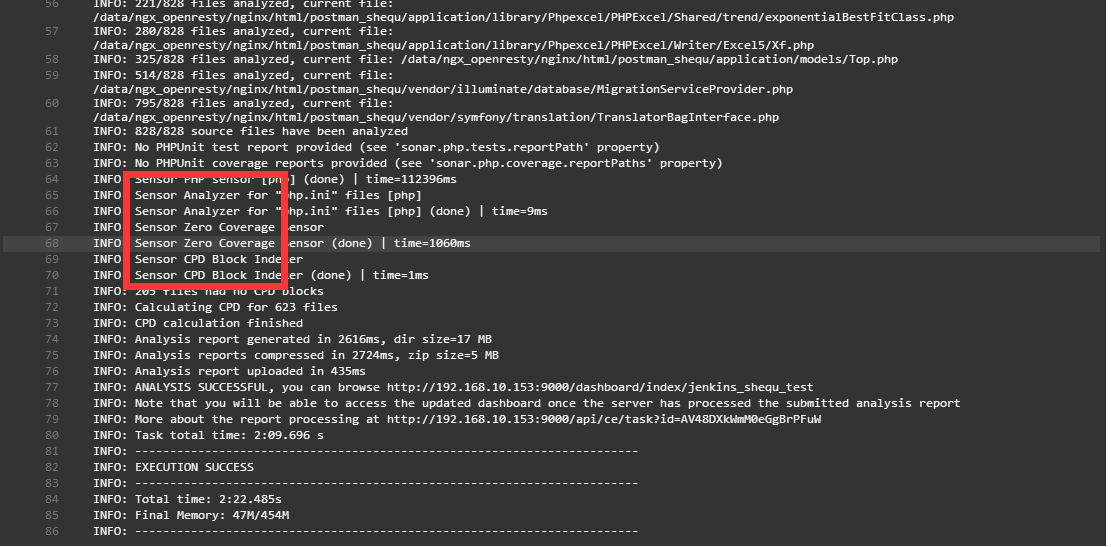 56 INFO: 221/828 files analyzed, current file:
/data/ngx_openresty/nginx/html/postman_shequ/application/library/Phpexcel/PHPExcel/Shared/trend/exponentialBestFitClass.php
57 INFO: 280/828 files analyzed, current file:
/data/ngx_openresty/nginx/html/postman_shequ/application/library/Phpexcel/PHPExcel/Writer/Excel5/Xf.php
58 INFO: 325/828 files analyzed, current file: /data/ngx_openresty/nginx/html/postman_shequ/application/models/Top.php
59 INFO: 514/828 files analyzed, current file:
/data/ngx_openresty/nginx/html/postman_shequ/vendor/illuminate/database/MigrationServiceProvider.php
60 INFO: 795/828 files analyzed, current file:
/data/ngx_openresty/nginx/html/postman_shequ/vendor/symfony/translation/TranslatorBagInterface.php
61 INFO: 828/828 source files have been analyzed
62 INFO: No PHPUnit test report provided (see 'sonar.php.tests.reportPath' property)
63 INFO: No PHPUnit coverage reports provided (see 'sonar.php.coverage.reportPaths' property)
64 INFO: Sensor PHP sensor [php] (done) | time=112396ms
65 INFO: Sensor Analyzer for "php.ini" files [php]
66 INFO: Sensor Analyzer for "php.ini" files [php] (done) | time=9ms
67 INFO: Sensor Zero Coverage Sensor
68 INFO: Sensor Zero Coverage Sensor (done) | time=1060ms
69 INFO: Sensor CPD Block Indexer
70 INFO: Sensor CPD Block Indexer (done) | time=1ms
71 INFO: 205 files had no CPD blocks
72 INFO: Calculating CPD for 623 files
73 INFO: CPD calculation finished
74 INFO: Analysis report generated in 2616ms, dir size=17 MB
75 INFO: Analysis reports compressed in 2724ms, zip size=5 MB
76 INFO: Analysis report uploaded in 435ms
77 INFO: ANALYSIS SUCCESSFUL, you can browse http://192.168.10.153:9000/dashboard/index/jenkins_shequ_test
78 INFO: Note that you will be able to access the updated dashboard once the server has processed the submitted analysis report
79 INFO: More about the report processing at http://192.168.10.153:9000/api/ce/task?id=AV48DXkWmM0eGgBrPFuW
80 INFO: Task total time: 2:09.696 s
81 INFO: ------------------------------------------------------------------------
82 INFO: EXECUTION SUCCESS
83 INFO: ------------------------------------------------------------------------
84 INFO: Total time: 2:22.485s
85 INFO: Final Memory: 47M/454M
86 INFO: ------------------------------------------------------------------------